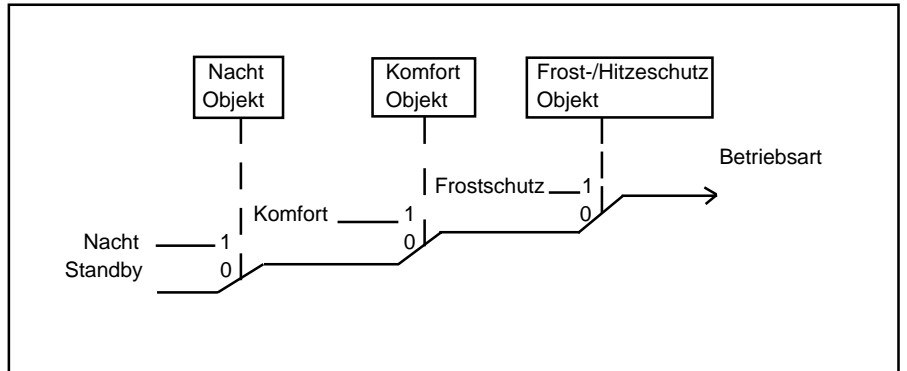 Nacht
Objekt
Komfort
Objekt
Frost-/Hitzeschutz
Objekt
Betriebsart
Frostschutz 1
0
Komfort 1
0
Nacht 1
Standby 0